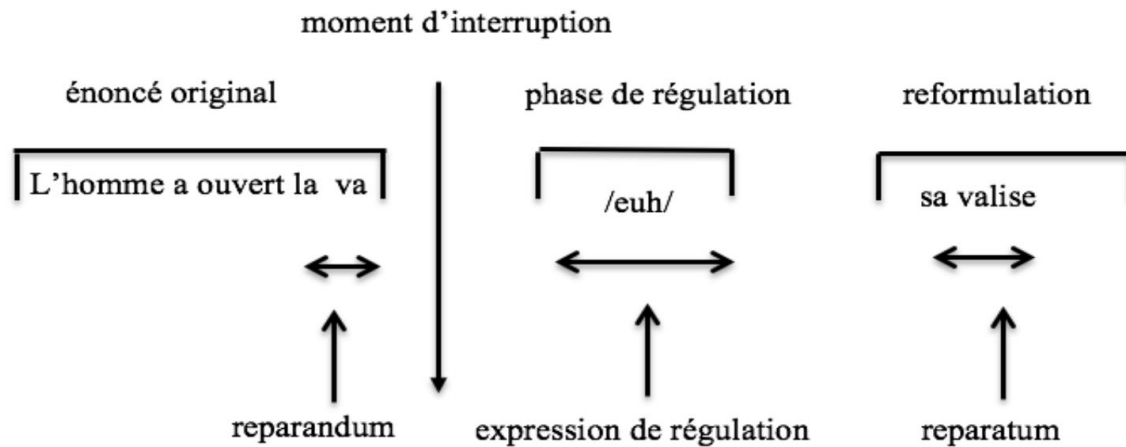 moment d’interruption
énoncé original phase de régulation reformulation
L’homme a ouvert la va /euh/ sa valise
reparandum expression de régulation reparatum